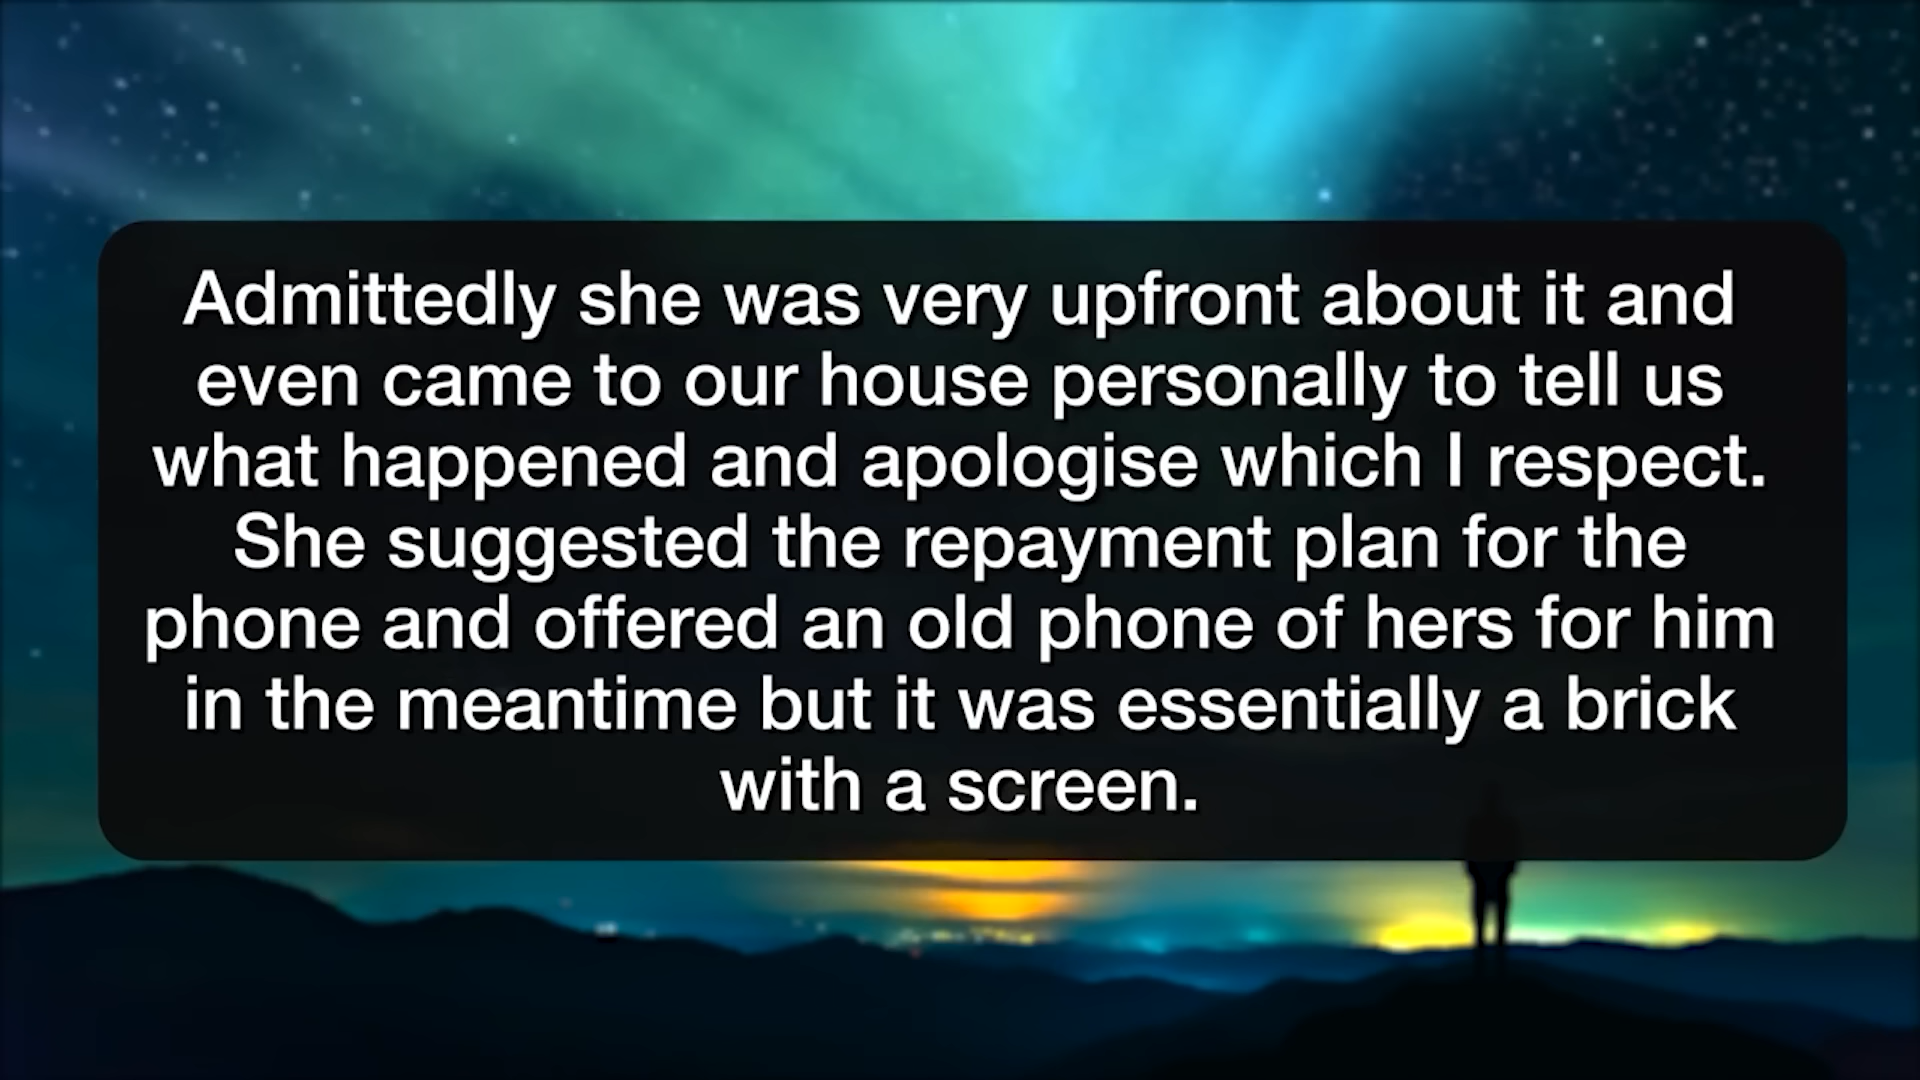 Admittedly she was very upfront about it and
even came to our house personally to tell us
what happened and apologise which I respect.
She suggested the repayment plan for the
phone and offered an old phone of hers for him
in the meantime but it was essentially a brick
with a screen.